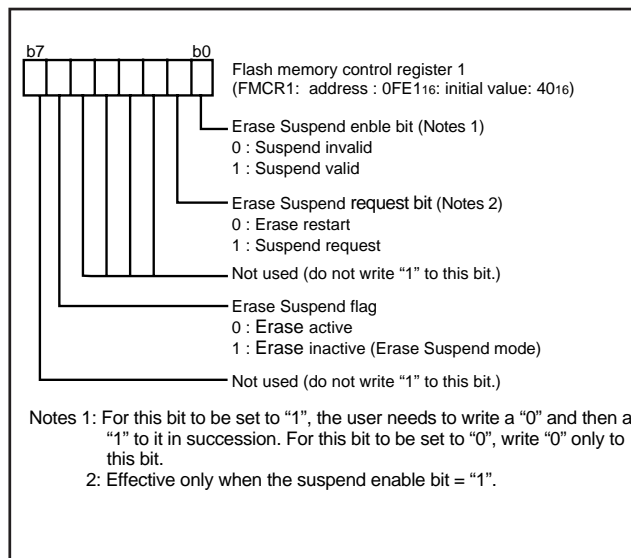 b7 b0
Flash memory control register 1
(FMCR1: address : 0FE116: initial value: 4016)
Erase Suspend enble bit (Notes 1)
0 : Suspend invalid
1 : Suspend valid
Erase Suspend request bit (Notes 2)
0 : Erase restart
1 : Suspend request
Not used (do not write “1” to this bit.)
Erase Suspend flag
0 : Erase active
1 : Erase inactive (Erase Suspend mode)
Not used (do not write “1” to this bit.)
Notes 1: For this bit to be set to “1”, the user needs to write a “0” and then a
“1” to it in succession. For this bit to be set to “0”, write “0” only to
this bit.
2: Effective only when the suspend enable bit = “1”.